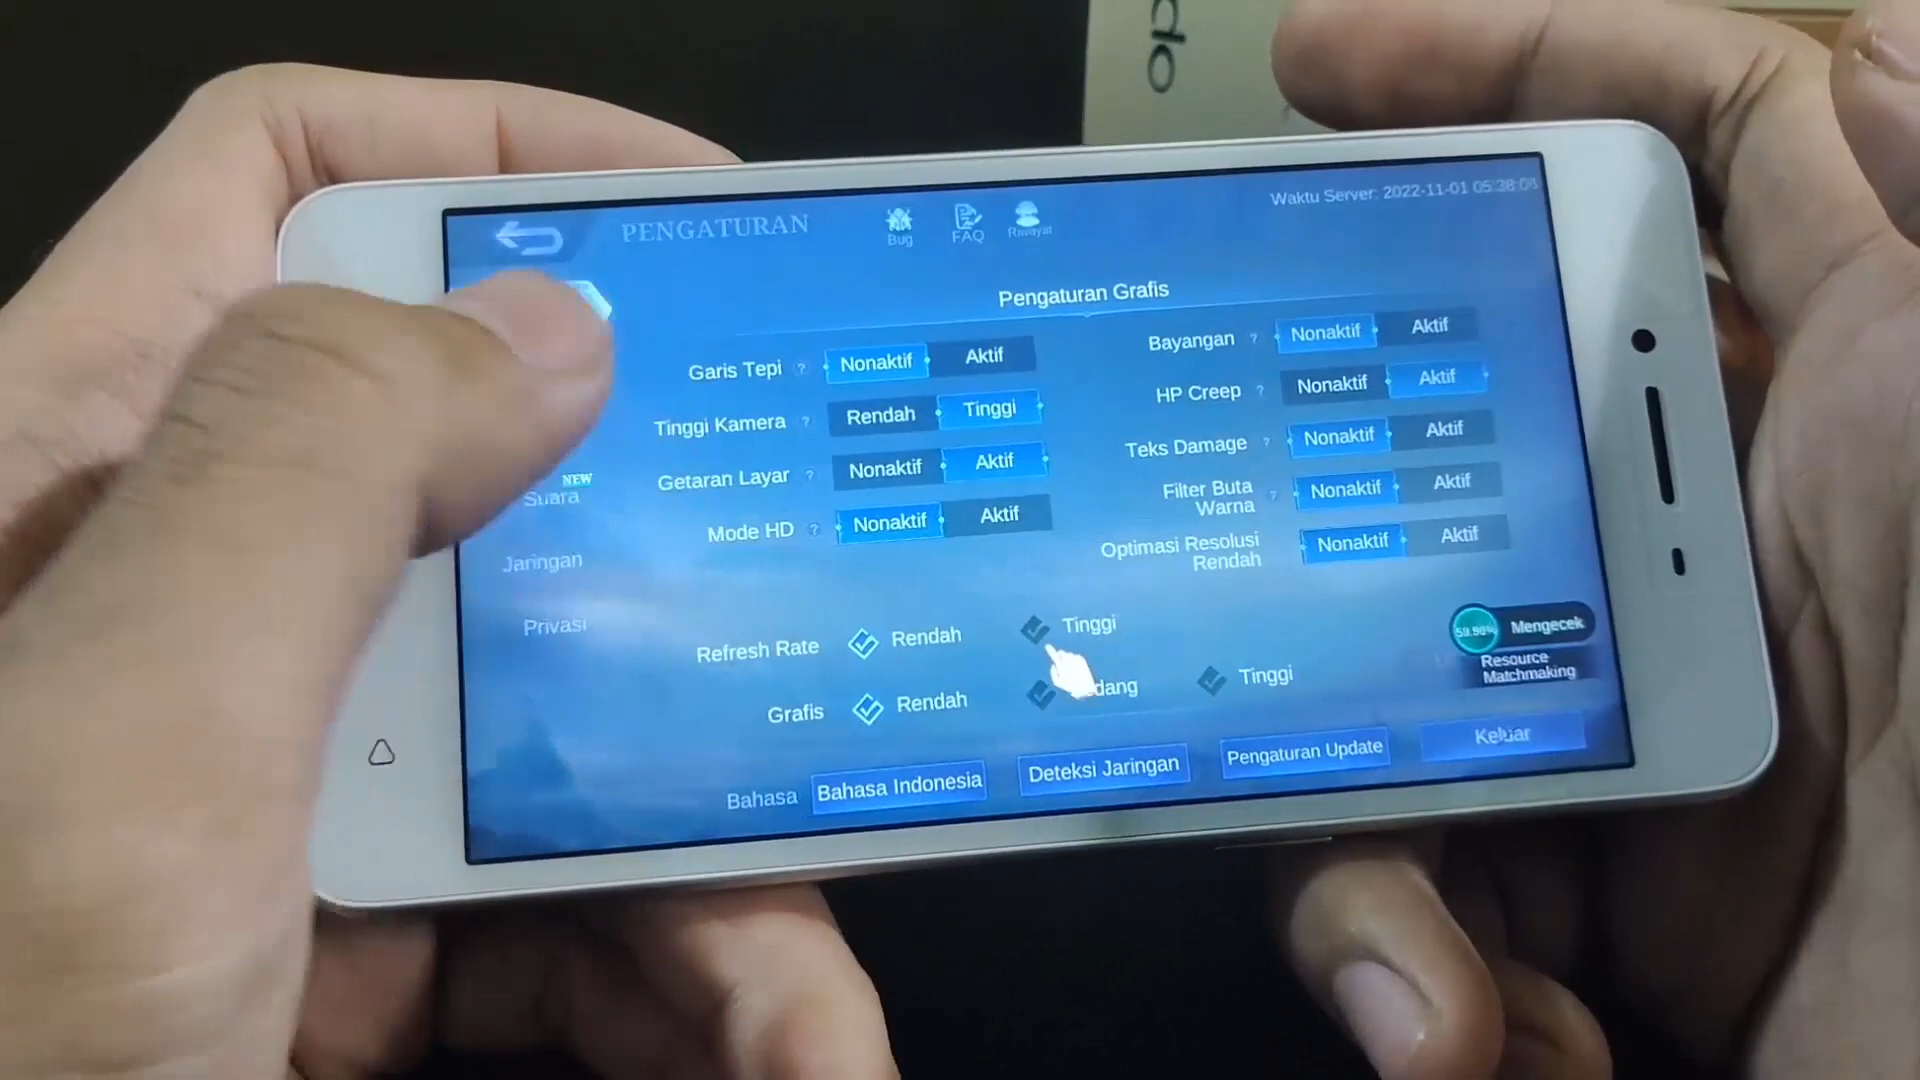 PENGATURAN
Bug
FAQ
Riwayat
Waktu Server: 2022-11-01 05:38:08
Pengaturan Grafis
Garis Tepi ? Nonaktif Aktif
Bayangan ? Nonaktif Aktif
Tinggi Kamera ? Rendah Tinggi
HP Creep ? Nonaktif Aktif
Getaran Layar ? Nonaktif Aktif
Teks Damage ? Nonaktif Aktif
Mode HD ? Nonaktif Aktif
Filter Buta
Warna ? Nonaktif Aktif
Optimasi Resolusi
Rendah Nonaktif Aktif
NEW
Suara
Jaringan
Privasi
Refresh Rate Rendah Tinggi
Grafis Rendah dang Tinggi
59.96% Mengecek
Resource
Matchmaking
Bahasa Bahasa Indonesia Deteksi Jaringan Pengaturan Update Keluar